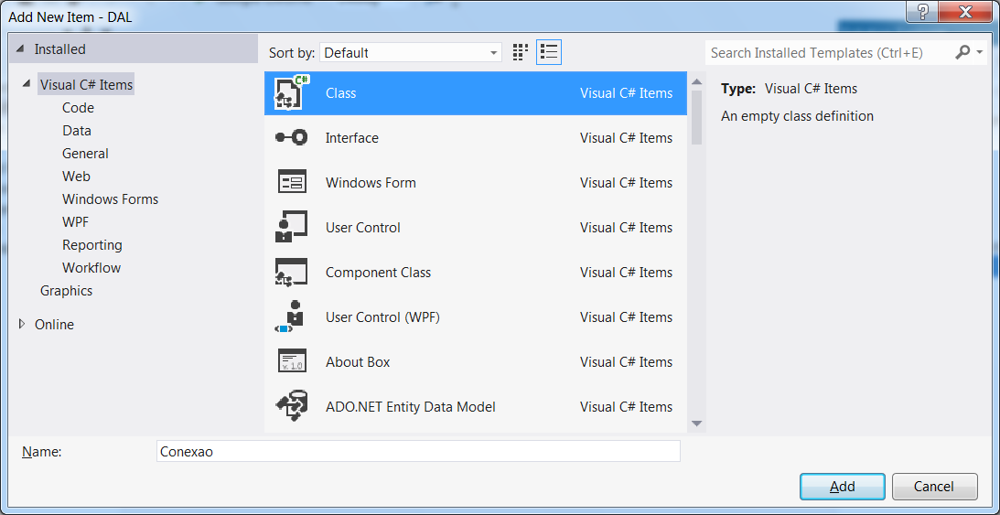 Add New Item - DAL
Installed
Visual C# Items
Code
Data
General
Web
Windows Forms
WPF
Reporting
Workflow
Graphics
Online
Sort by: Default
Class Visual C# Items
Interface Visual C# Items
Windows Form Visual C# Items
User Control Visual C# Items
Component Class Visual C# Items
User Control (WPF) Visual C# Items
About Box Visual C# Items
ADO.NET Entity Data Model Visual C# Items
Search Installed Templates (Ctrl+E)
Type: Visual C# Items
An empty class definition
Name: Conexao
Add Cancel